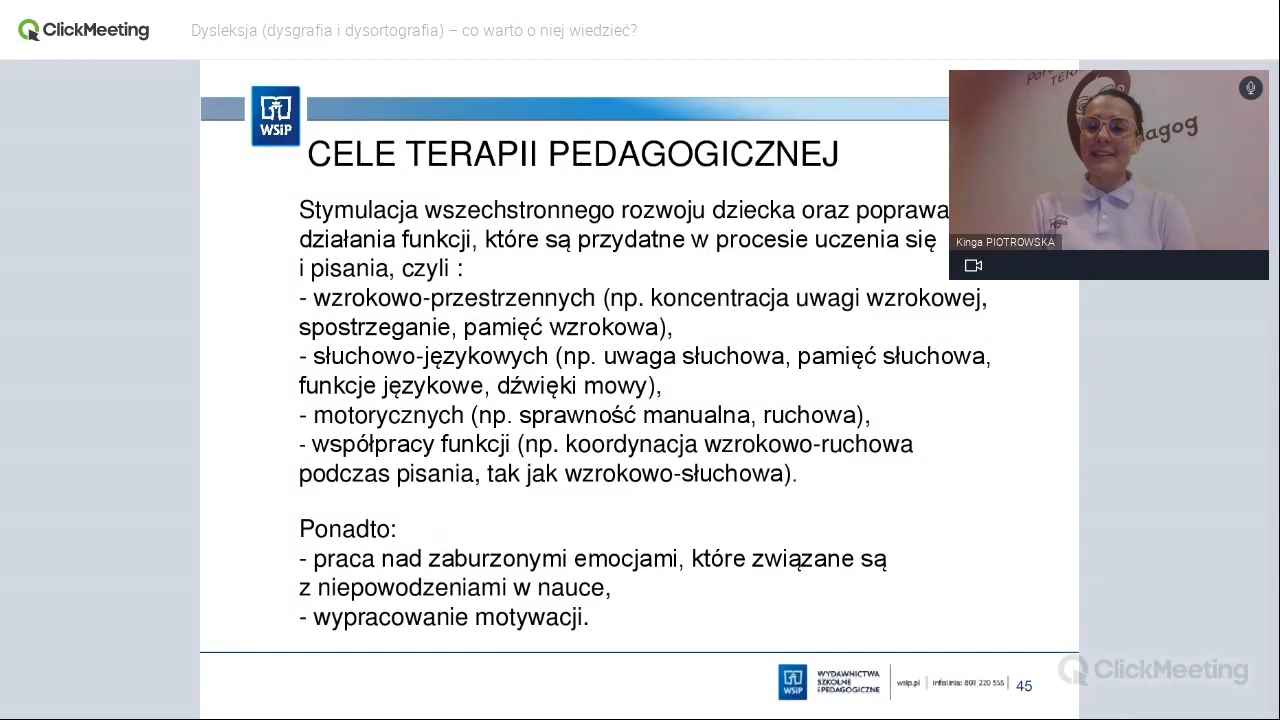 ClickMeeting
Dysleksja (dysgrafia i dysortografia) – co warto o niej wiedzieć?
WSiP
CELE TERAPII PEDAGOGICZNEJ
Stymulacja wszechstronnego rozwoju dziecka oraz poprawa
działania funkcji, które są przydatne w procesie uczenia się
i pisania, czyli :
- wzrokowo-przestrzennych (np. koncentracja uwagi wzrokowej,
spostrzeganie, pamięć wzrokowa),
- słuchowo-językowych (np. uwaga słuchowa, pamięć słuchowa,
funkcje językowe, dźwięki mowy),
- motorycznych (np. sprawność manualna, ruchowa),
- współpracy funkcji (np. koordynacja wzrokowo-ruchowa
podczas pisania, tak jak wzrokowo-słuchowa).
Ponadto:
- praca nad zaburzonymi emocjami, które związane są
z niepowodzeniami w nauce,
- wypracowanie motywacji.
Kinga PIOTROWSKA
WSiP
WYDAWNICTWA
SZKOLNE
i PEDAGOGICZNE
wsip.pl
infolinia: 801 220 555
45
ClickMeeting